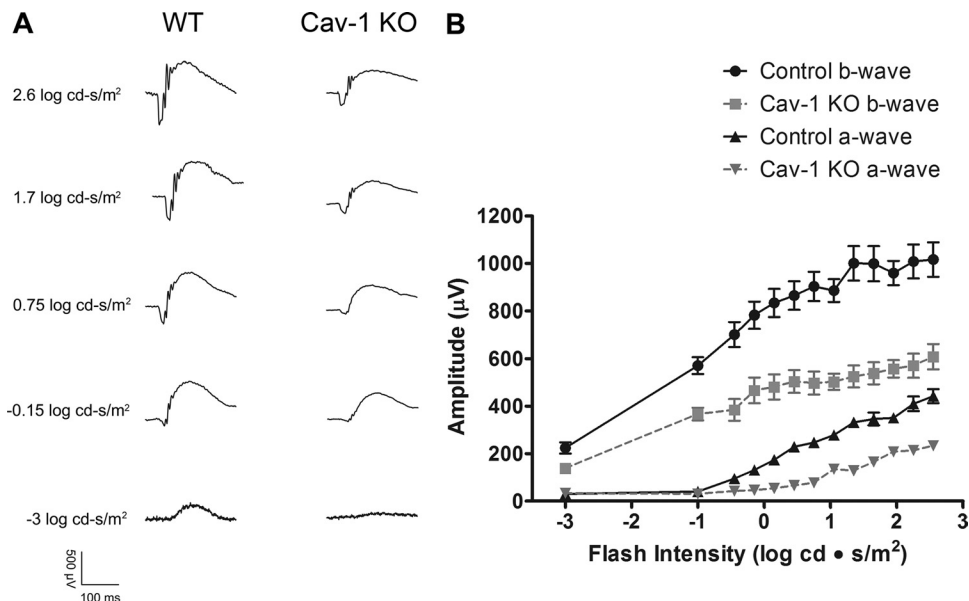 A
WT
Cav-1 KO
2.6 log cd-s/m²
1.7 log cd-s/m²
0.75 log cd-s/m²
-0.15 log cd-s/m²
-3 log cd-s/m²
500 µV
100 ms
B
Control b-wave
Cav-1 KO b-wave
Control a-wave
Cav-1 KO a-wave
1200
1000
800
600
400
200
0
Amplitude (µV)
-3 -2 -1 0 1 2 3
Flash Intensity (log cd • s/m²)